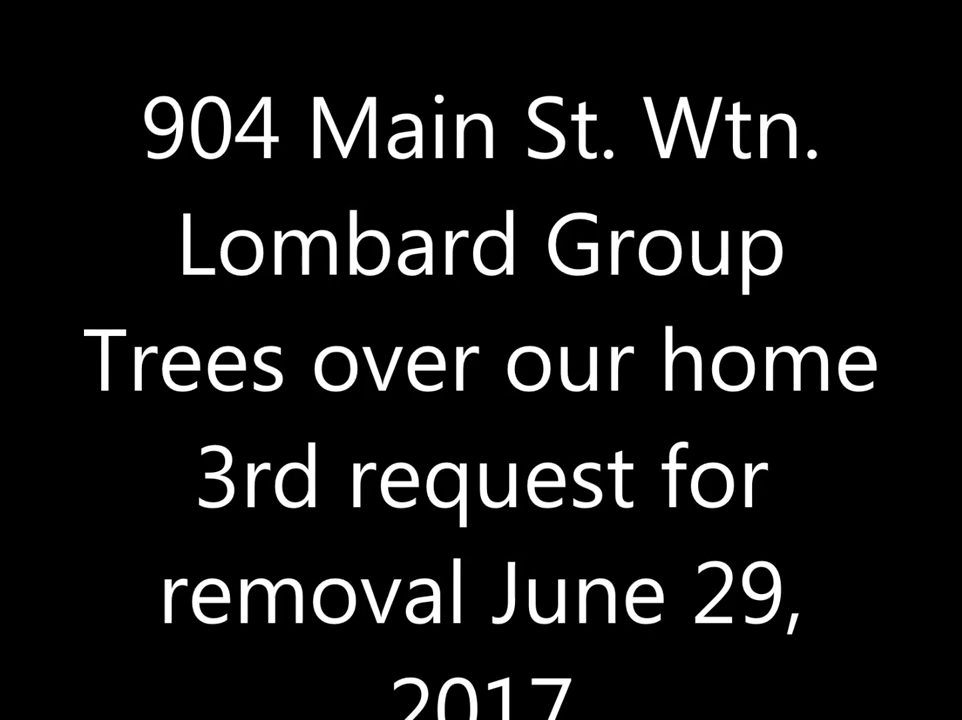 904 Main St. Wtn.
Lombard Group
Trees over our home
3rd request for
removal June 29,
2017